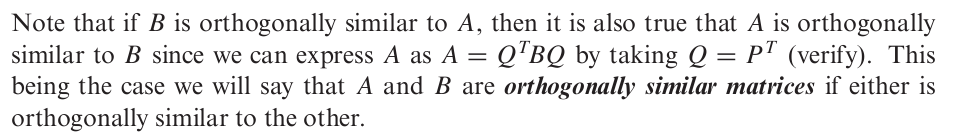 Note that if B is orthogonally similar to A, then it is also true that A is orthogonally
similar to B since we can express A as A = QᵀBQ by taking Q = Pᵀ (verify). This
being the case we will say that A and B are orthogonally similar matrices if either is
orthogonally similar to the other.